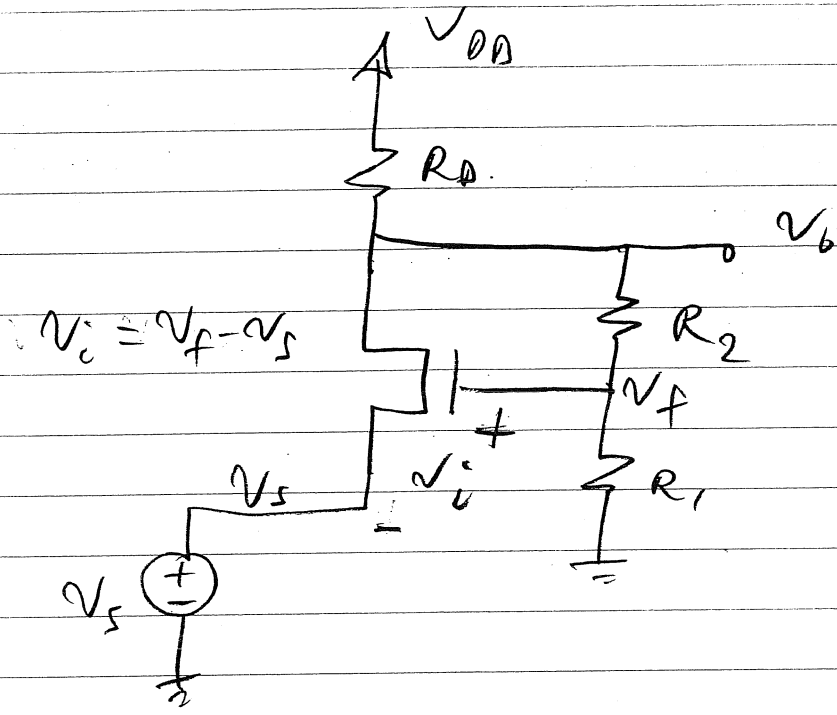 V_DD
R_D.
V_o
V_i = V_f - V_s
R_2
V_f
+
V_i
R_1
V_s
-
+
-
V_s